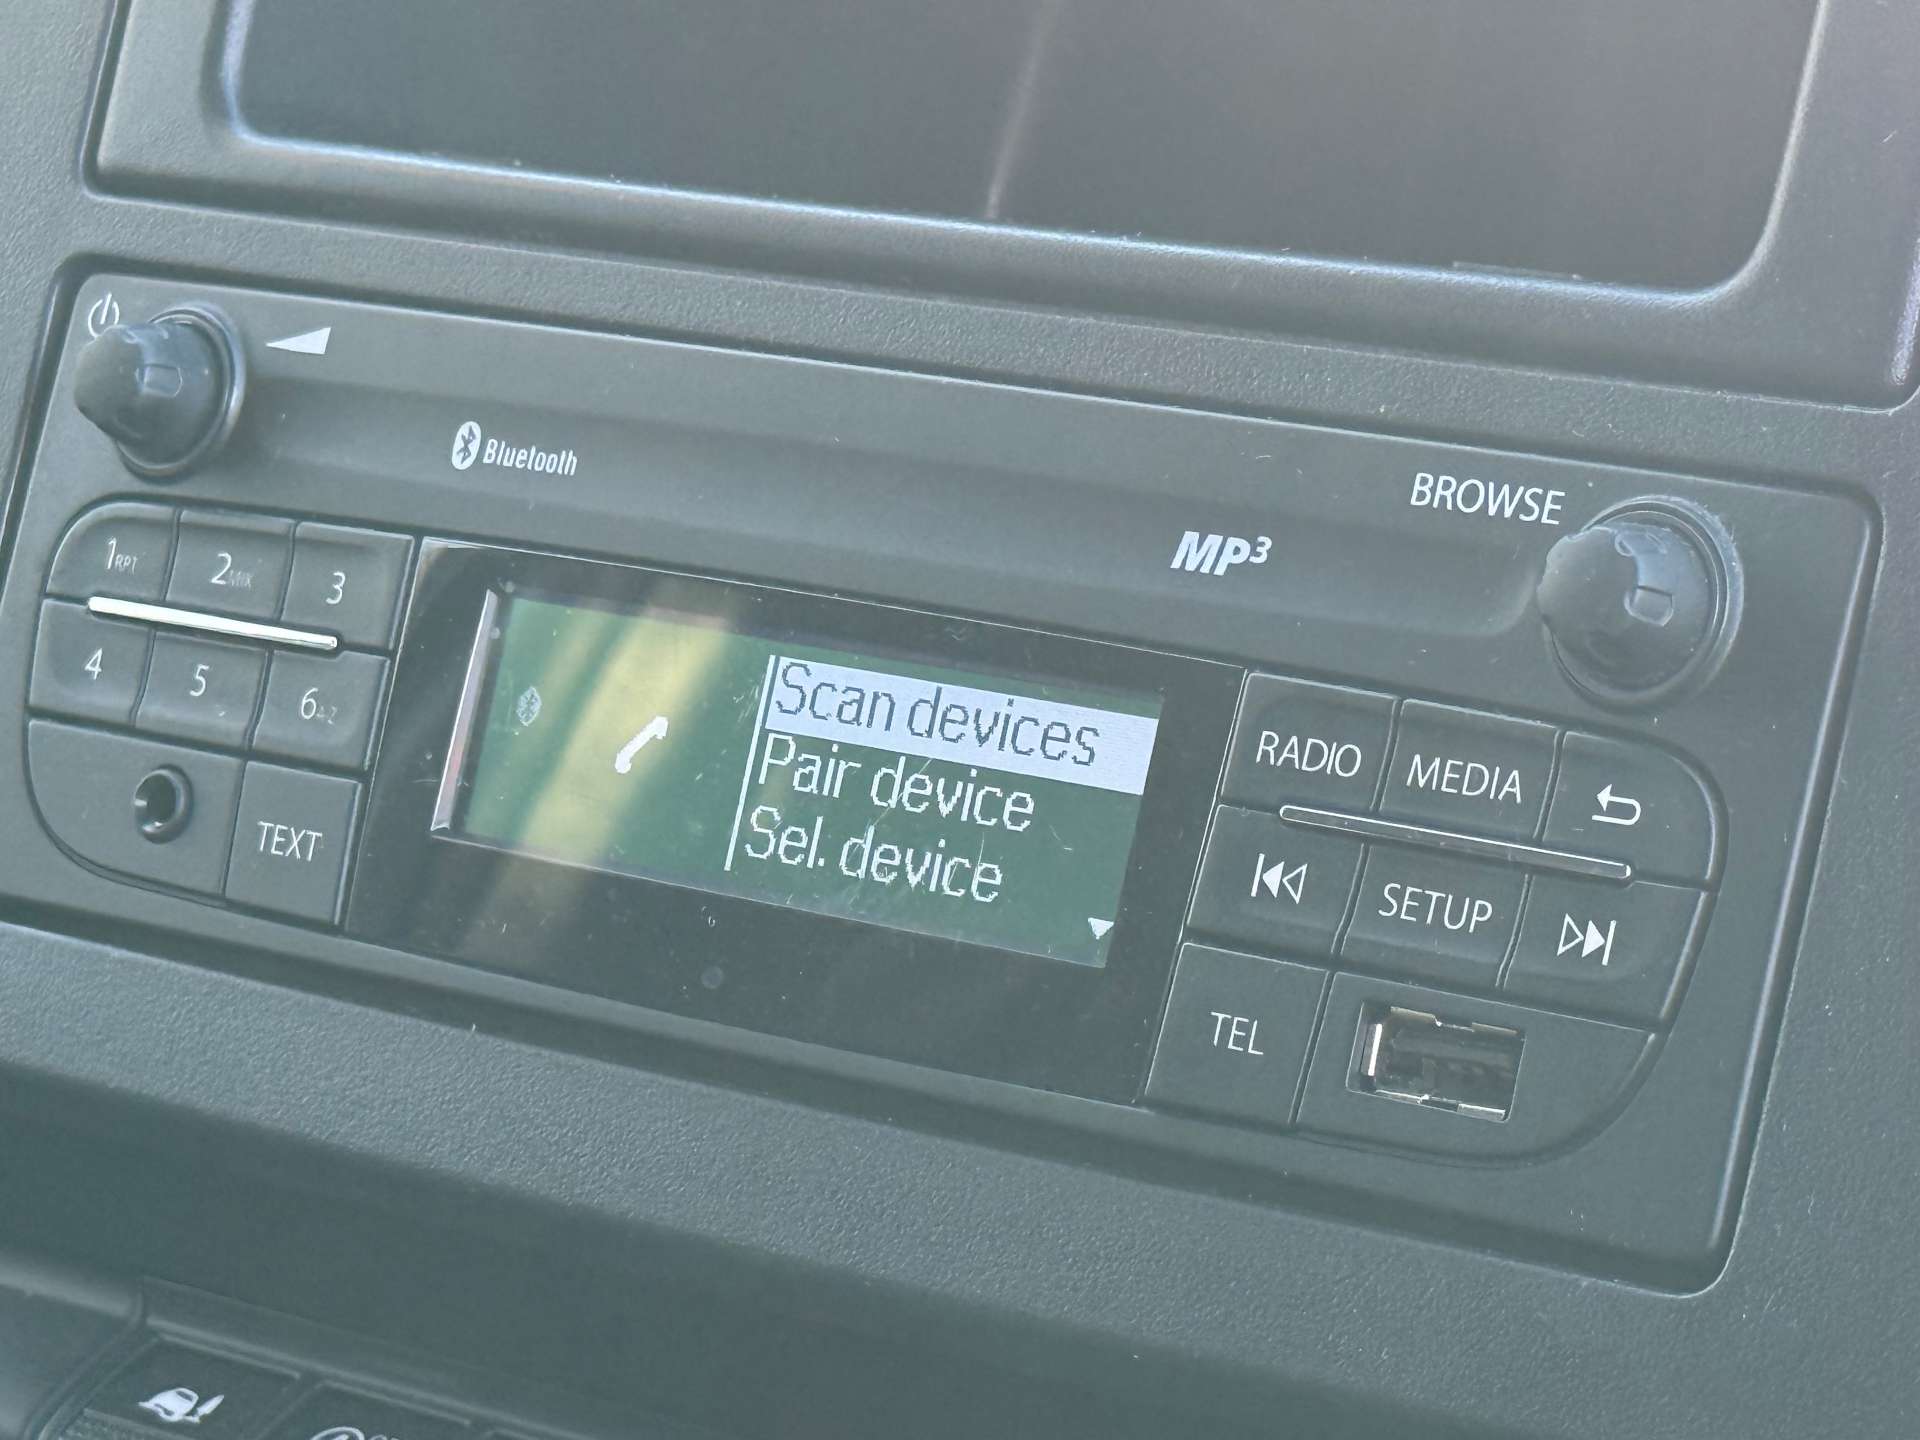 Bluetooth
BROWSE
MP3
1RPT
2MIX
3
4
5
6A-Z
TEXT
Scan devices
Pair device
Sel. device
RADIO
MEDIA
SETUP
TEL